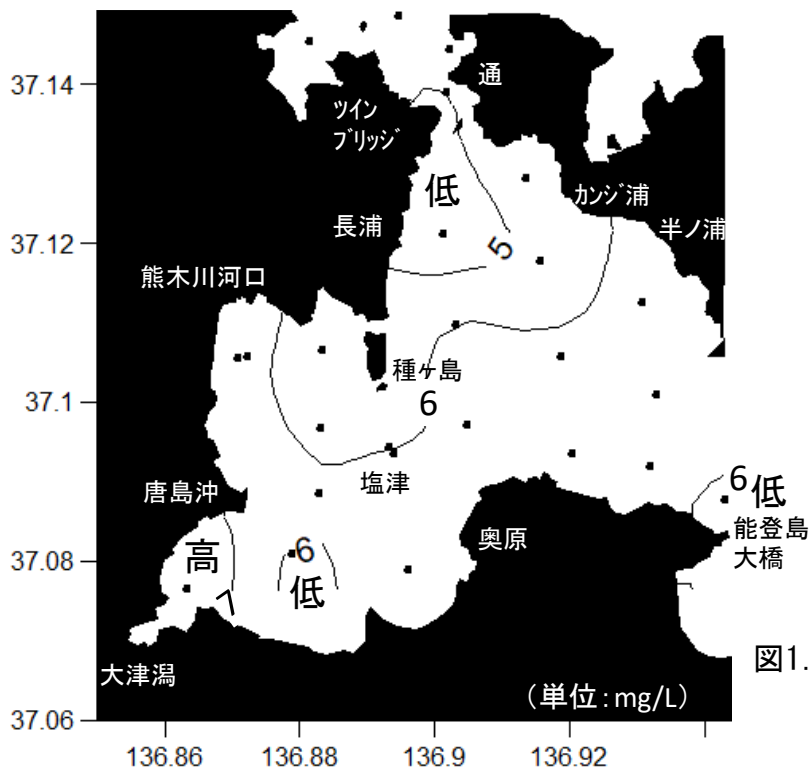 37.14
通
ツイン
ブリッジ
低
カンジ浦
長浦
半ノ浦
5
37.12
熊木川河口
37.1
種ヶ島
6
塩津
唐島沖
6
低
能登島
大橋
奥原
高
6
低
7
37.08
大津潟
図1.
(単位:mg/L)
37.06
136.86
136.88
136.9
136.92